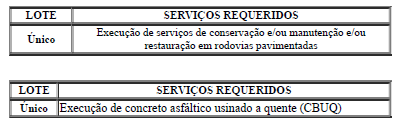 LOTE SERVIÇOS REQUERIDOS
Único Execução de serviços de conservação e/ou manutenção e/ou
restauração em rodovias pavimentadas
LOTE SERVIÇOS REQUERIDOS
Único Execução de concreto asfáltico usinado a quente (CBUQ)